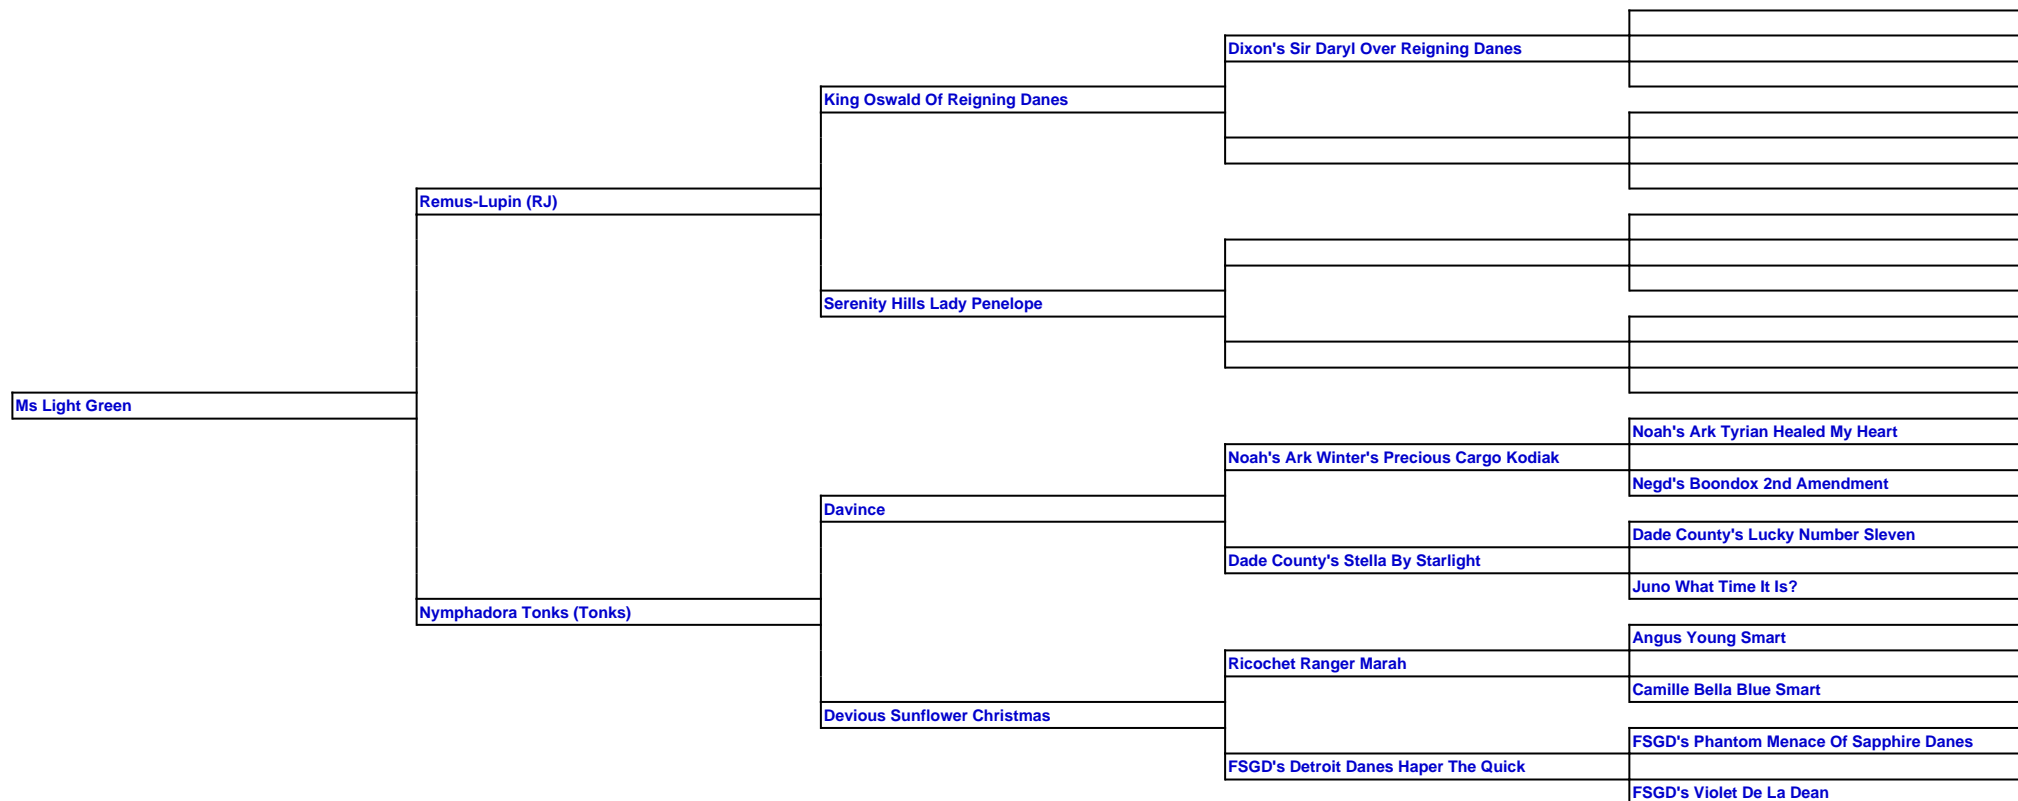 Dixon's Sir Daryl Over Reigning Danes
King Oswald Of Reigning Danes
Remus-Lupin (RJ)
Serenity Hills Lady Penelope
Ms Light Green
Noah's Ark Tyrian Healed My Heart
Noah's Ark Winter's Precious Cargo Kodiak
Negd's Boondox 2nd Amendment
Davince
Dade County's Lucky Number Sleven
Dade County's Stella By Starlight
Juno What Time It Is?
Nymphadora Tonks (Tonks)
Angus Young Smart
Ricochet Ranger Marah
Camille Bella Blue Smart
Devious Sunflower Christmas
FSGD's Phantom Menace Of Sapphire Danes
FSGD's Detroit Danes Haper The Quick
FSGD's Violet De La Dean